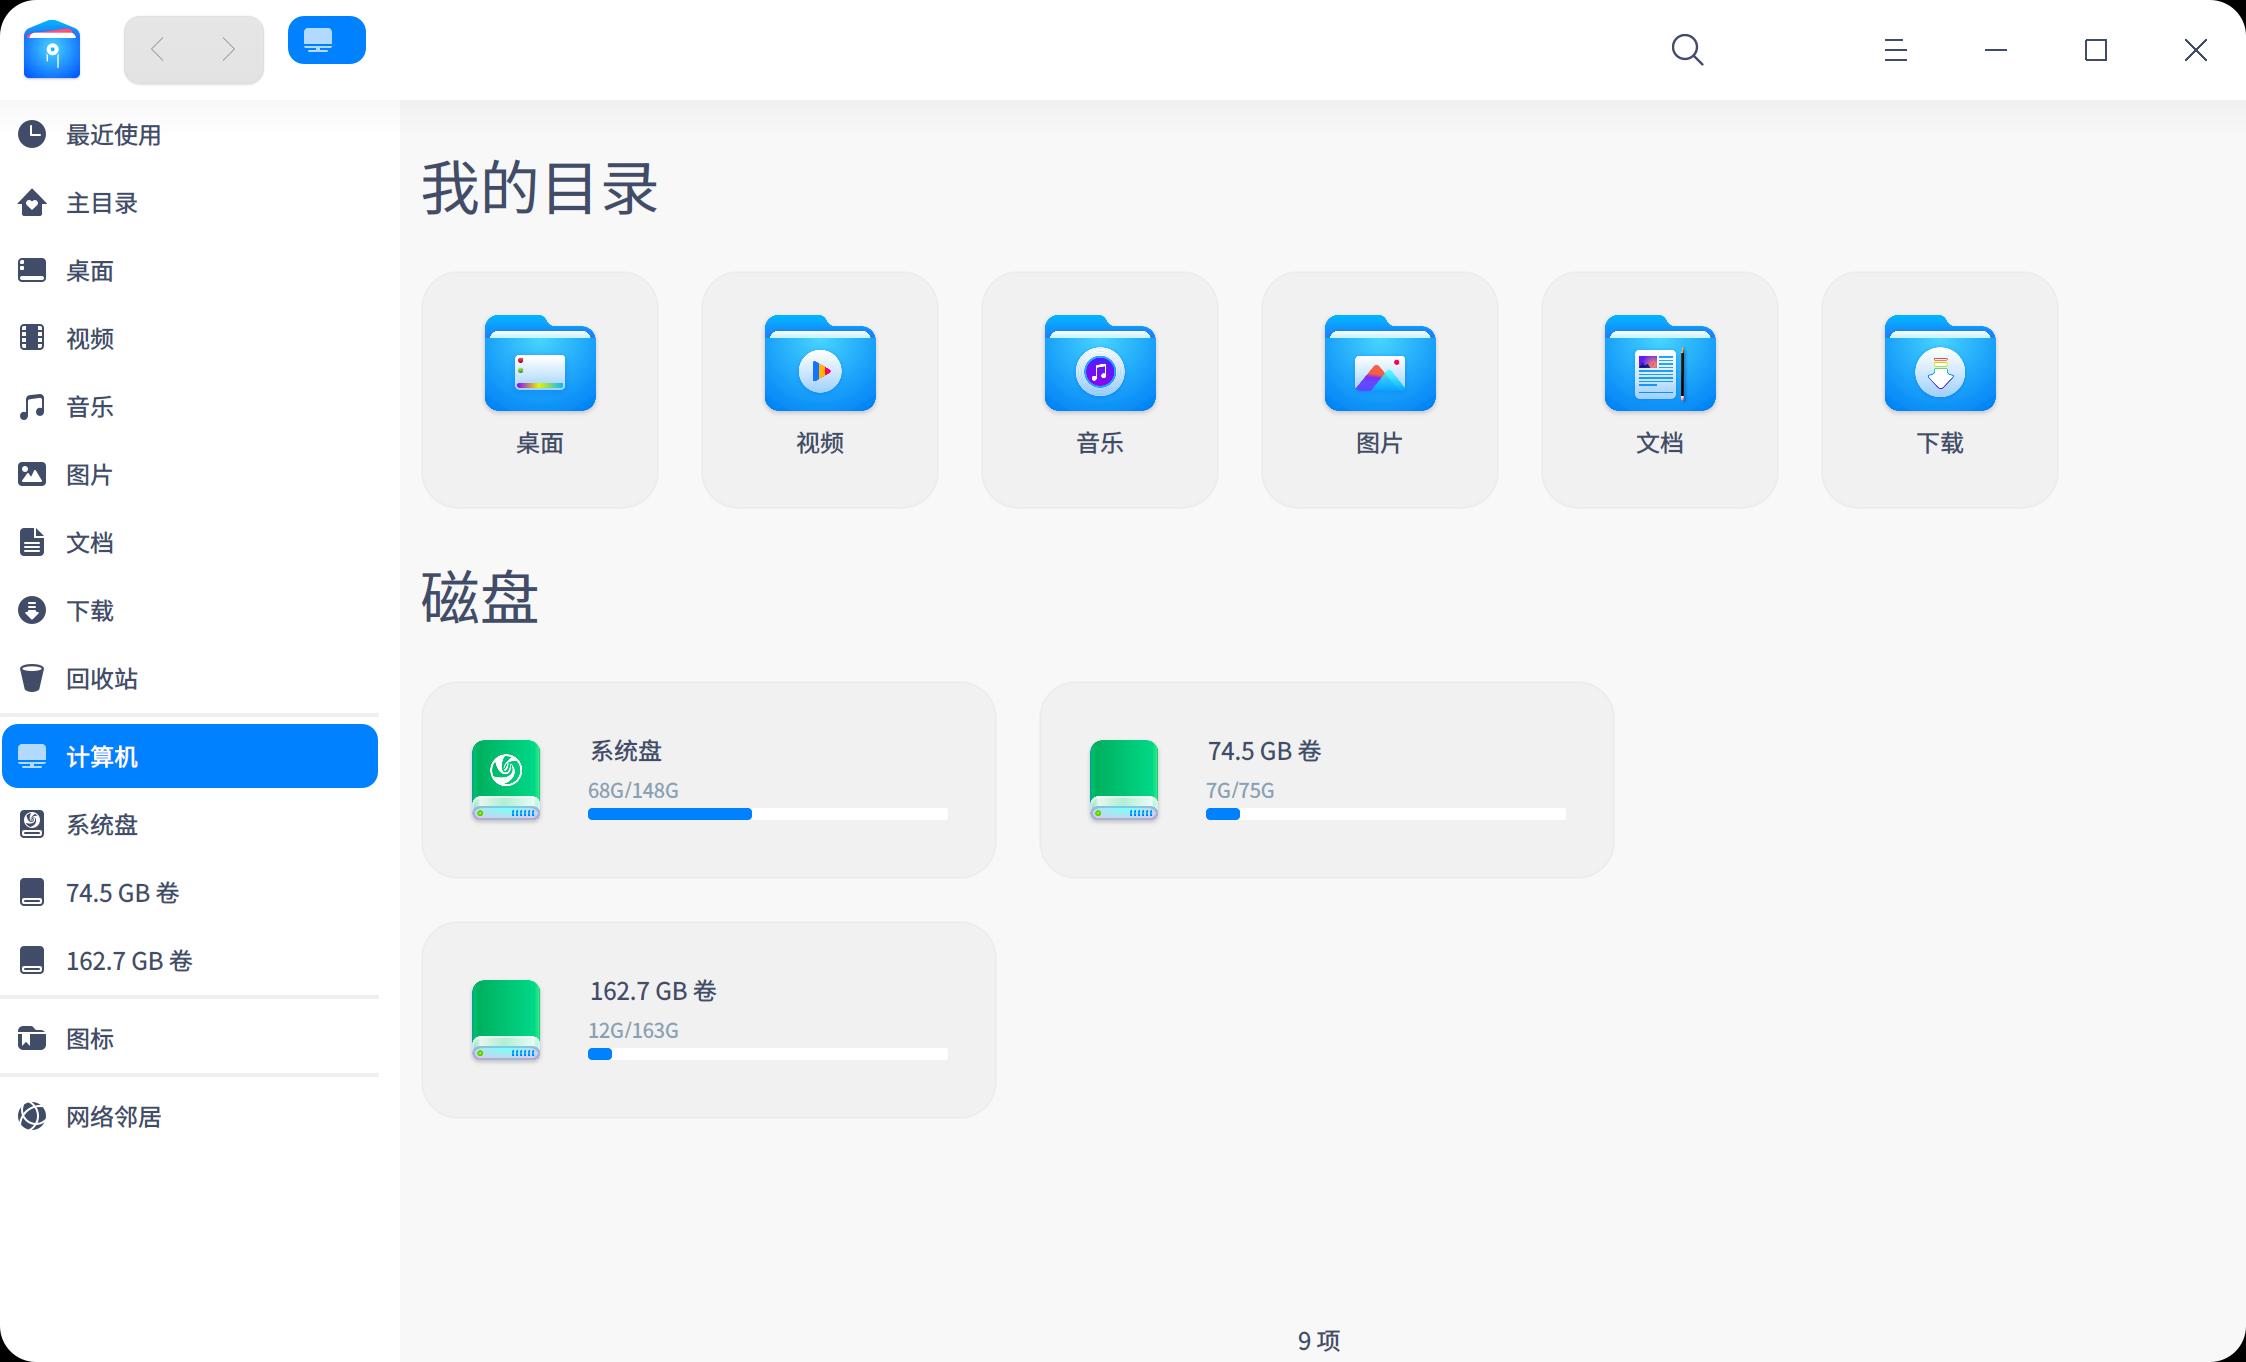 最近使用
主目录
桌面
视频
音乐
图片
文档
下载
回收站
计算机
系统盘
74.5 GB 卷
162.7 GB 卷
图标
网络邻居
我的目录
桌面
视频
音乐
图片
文档
下载
磁盘
系统盘
68G/148G
74.5 GB 卷
7G/75G
162.7 GB 卷
12G/163G
9 项